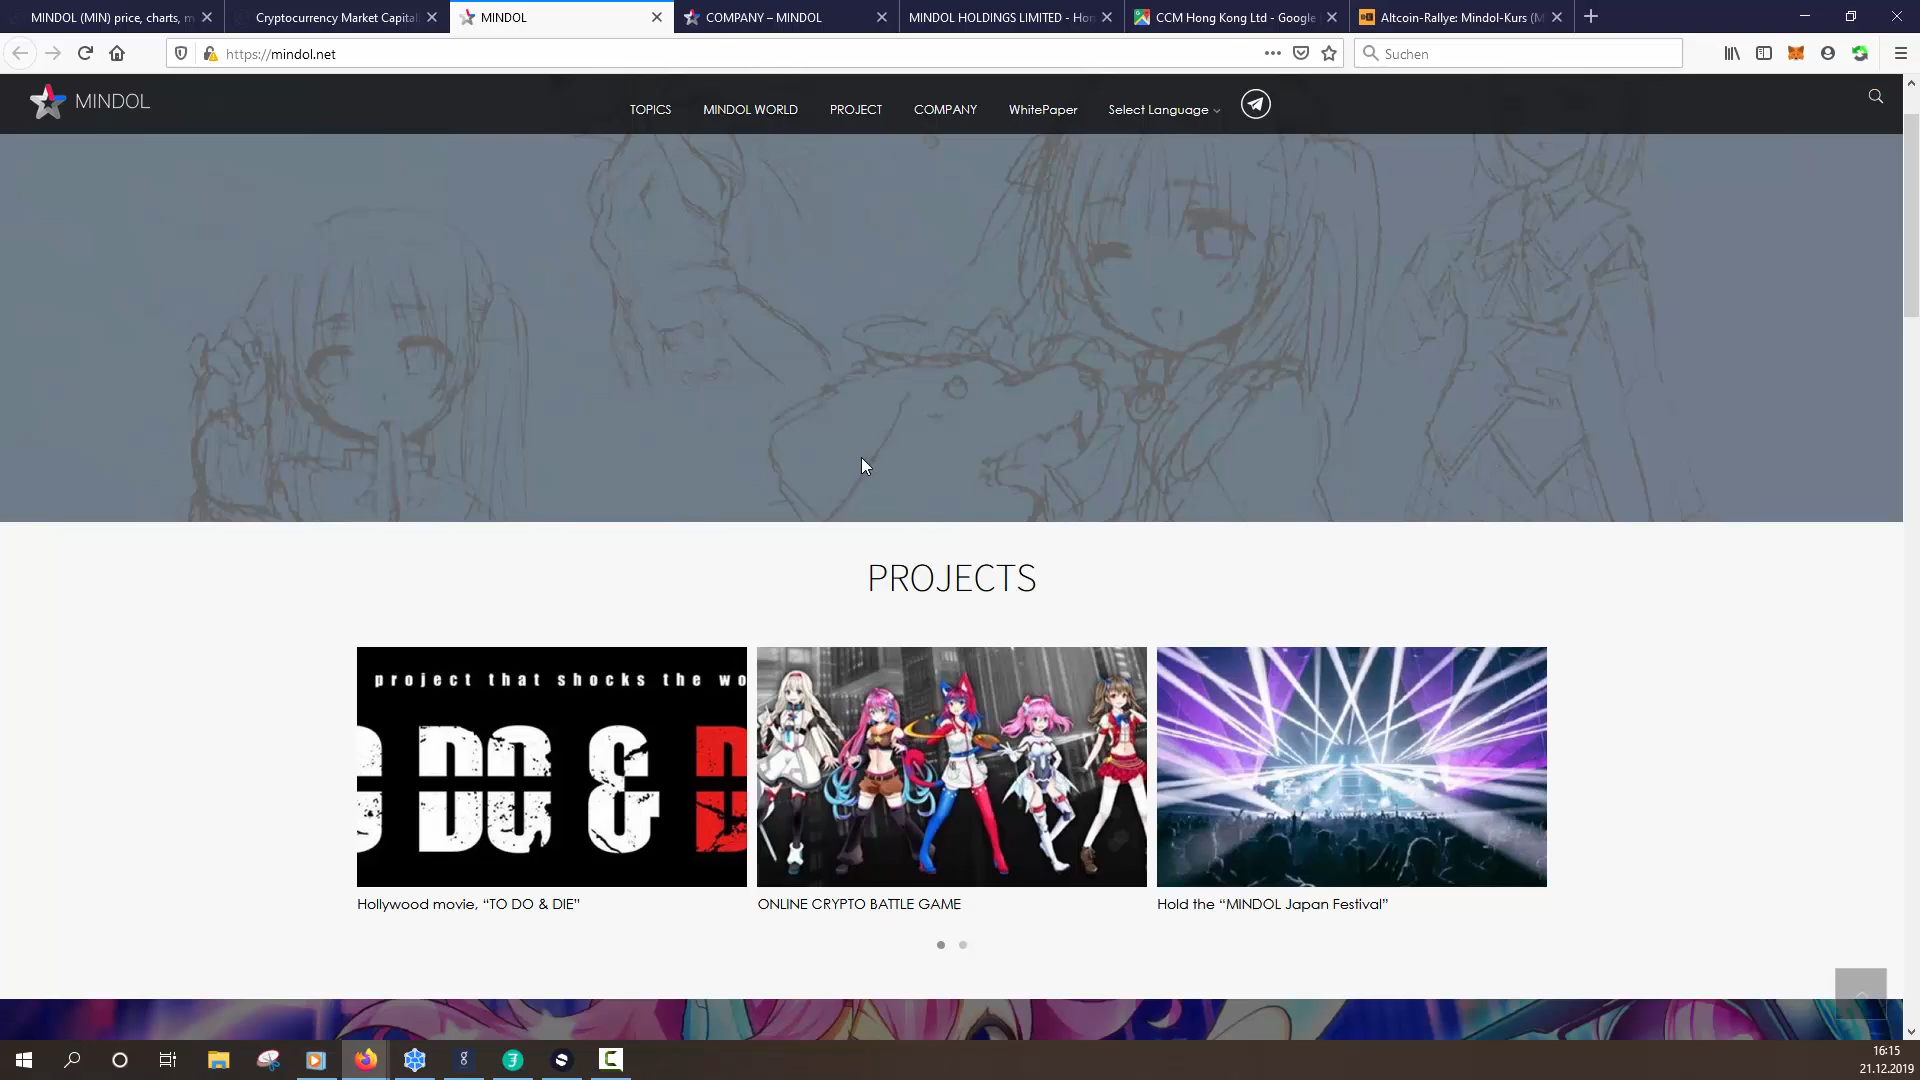 MINDOL (MIN) price, charts, m
Cryptocurrency Market Capital
MINDOL
COMPANY – MINDOL
MINDOL HOLDINGS LIMITED - Hon
CCM Hong Kong Ltd - Google
Altcoin-Rallye: Mindol-Kurs (M
https://mindol.net
Suchen
MINDOL
TOPICS
MINDOL WORLD
PROJECT
COMPANY
WhitePaper
Select Language
PROJECTS
project that shocks the wo
DO & D
Hollywood movie, “TO DO & DIE”
ONLINE CRYPTO BATTLE GAME
Hold the “MINDOL Japan Festival”
16:15
21.12.2019